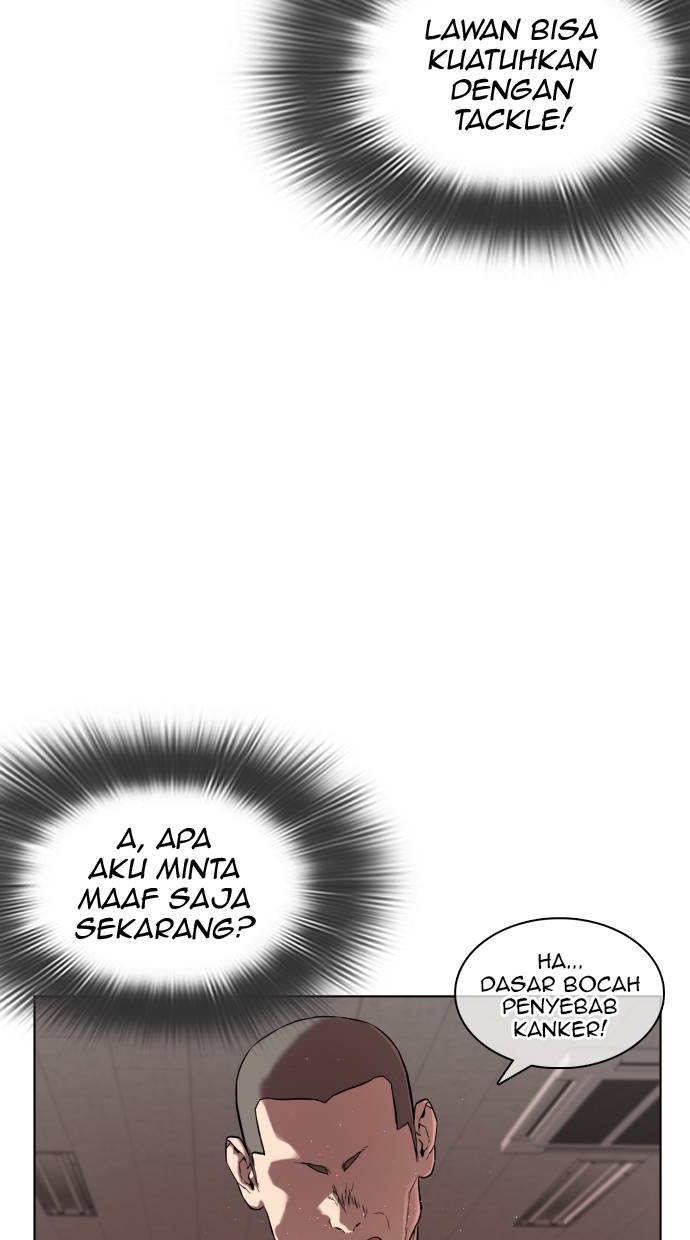 LAWAN BISA
KUATUHKAN
DENGAN
TACKLE!
A, APA
AKU MINTA
MAAF SAJA
SEKARANG?
HA...
DASAR BOCAH
PENYEBAB
KANKER!